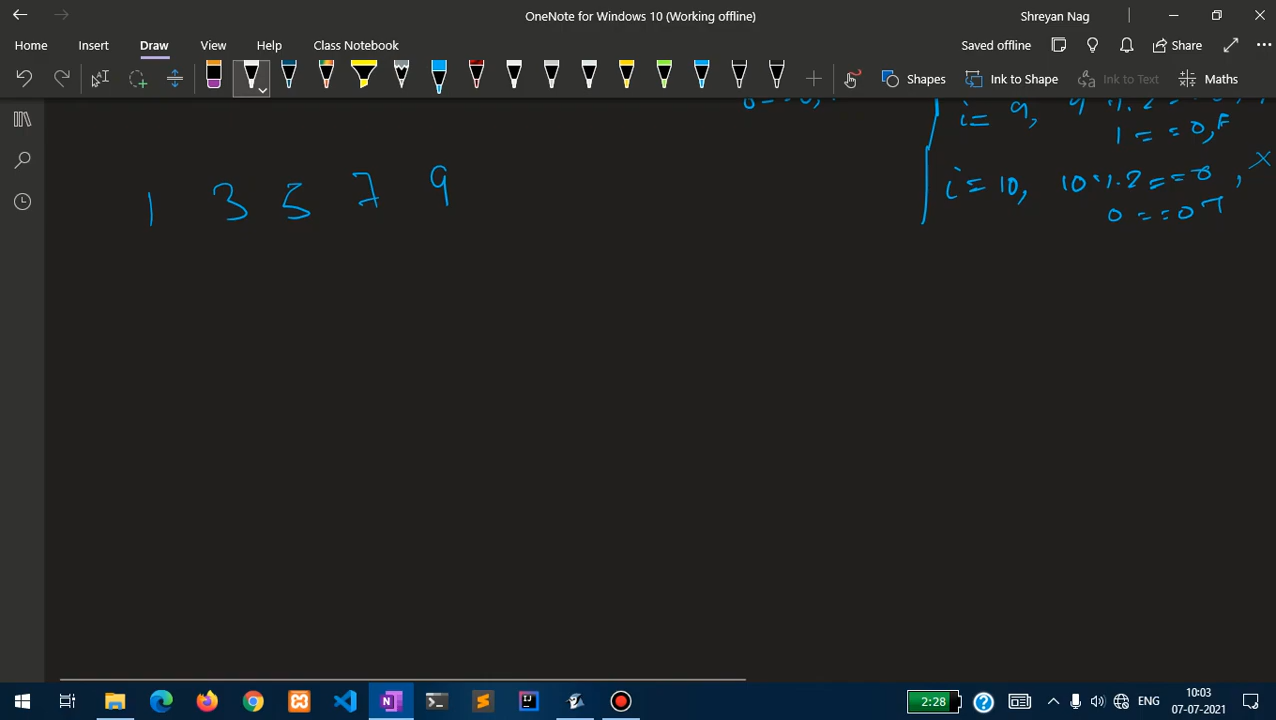 OneNote for Windows 10 (Working offline)
Shreyan Nag
Home Insert Draw View Help Class Notebook
Saved offline Share
Shapes Ink to Shape Ink to Text Maths
i = 9, 9 %. 2 ==
1 == 0, F
i = 10, 10 %. 2 == 0, X
0 == 0 T
1 3 5 7 9
2:28
ENG
10:03
07-07-2021